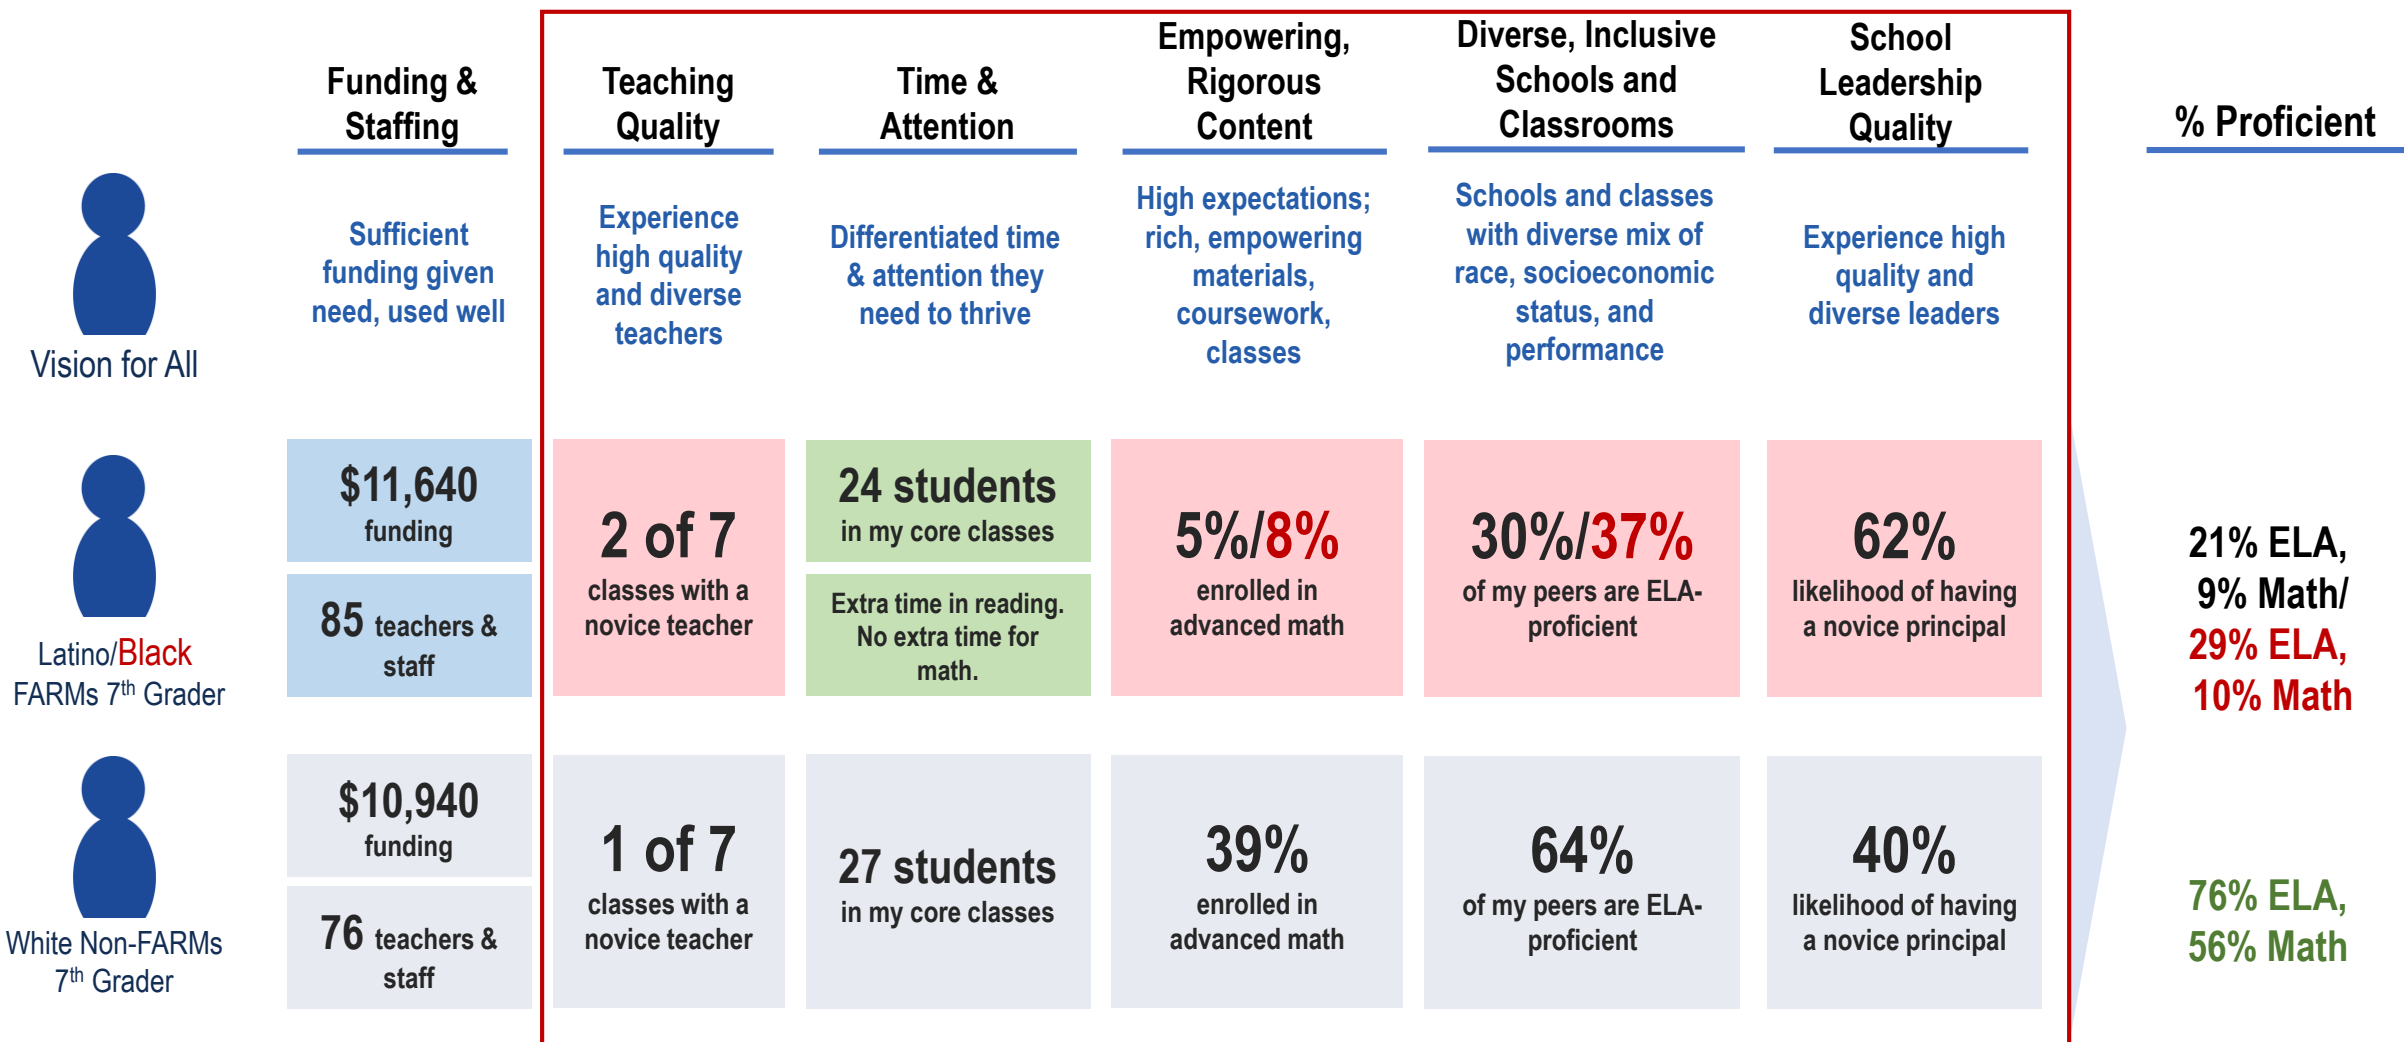 Funding &
Staffing
Teaching
Quality
Time &
Attention
Empowering,
Rigorous
Content
Diverse, Inclusive
Schools and
Classrooms
School
Leadership
Quality
% Proficient
Vision for All
Sufficient
funding given
need, used well
Experience
high quality
and diverse
teachers
Differentiated time
& attention they
need to thrive
High expectations;
rich, empowering
materials,
coursework,
classes
Schools and classes
with diverse mix of
race, socioeconomic
status, and
performance
Experience high
quality and
diverse leaders
Latino/Black
FARMs 7th Grader
$11,640
funding
85 teachers &
staff
2 of 7
classes with a
novice teacher
24 students
in my core classes
Extra time in reading.
No extra time for
math.
5%/8%
enrolled in
advanced math
30%/37%
of my peers are ELA-
proficient
62%
likelihood of having
a novice principal
21% ELA,
9% Math/
29% ELA,
10% Math
White Non-FARMs
7th Grader
$10,940
funding
76 teachers &
staff
1 of 7
classes with a
novice teacher
27 students
in my core classes
39%
enrolled in
advanced math
64%
of my peers are ELA-
proficient
40%
likelihood of having
a novice principal
76% ELA,
56% Math